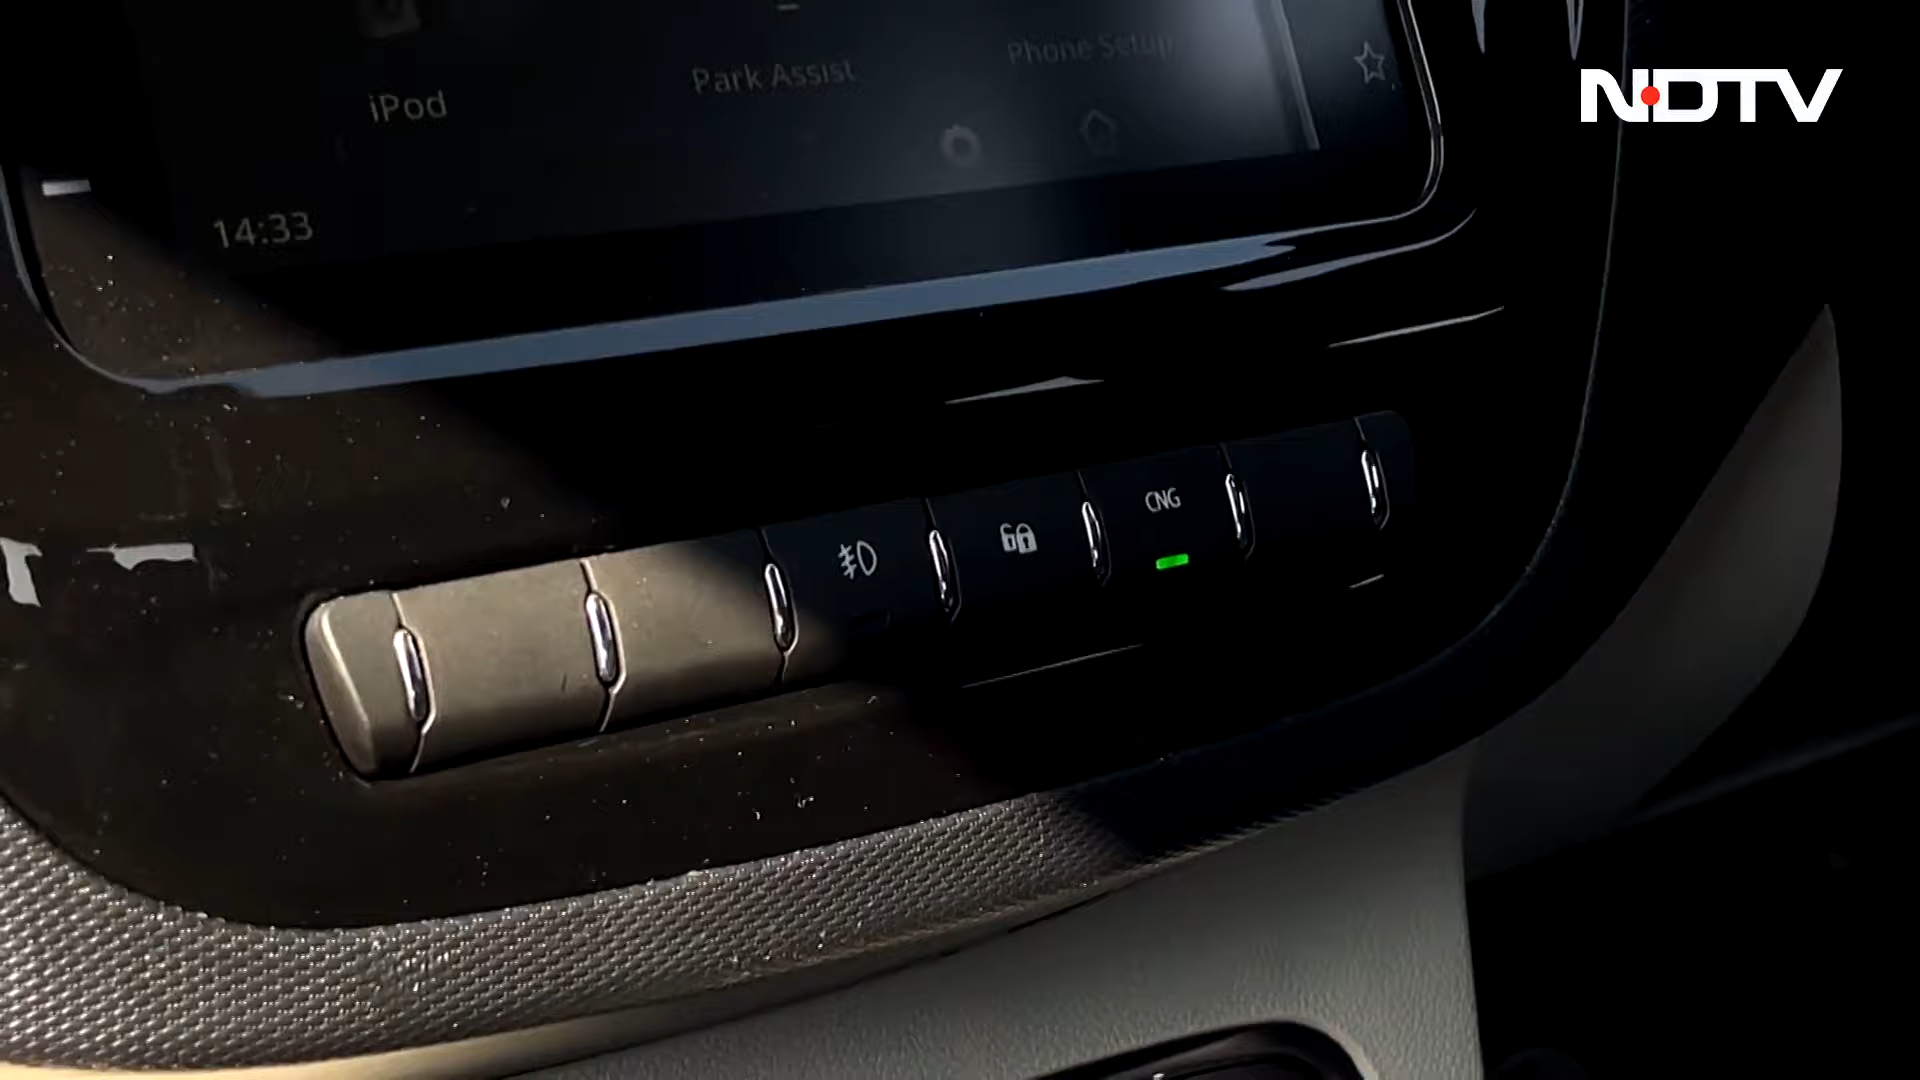 NDTV
Phone Setup
Park Assist
iPod
14:33
CNG